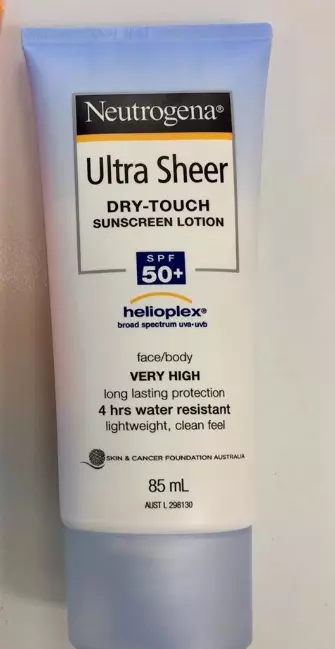 Neutrogena®
Ultra Sheer
DRY-TOUCH
SUNSCREEN LOTION
SPF
50+
helioplex®
broad spectrum uva•uvb
face/body
VERY HIGH
long lasting protection
4 hrs water resistant
lightweight, clean feel
SKIN & CANCER FOUNDATION AUSTRALIA
85 mL
AUST L 298130